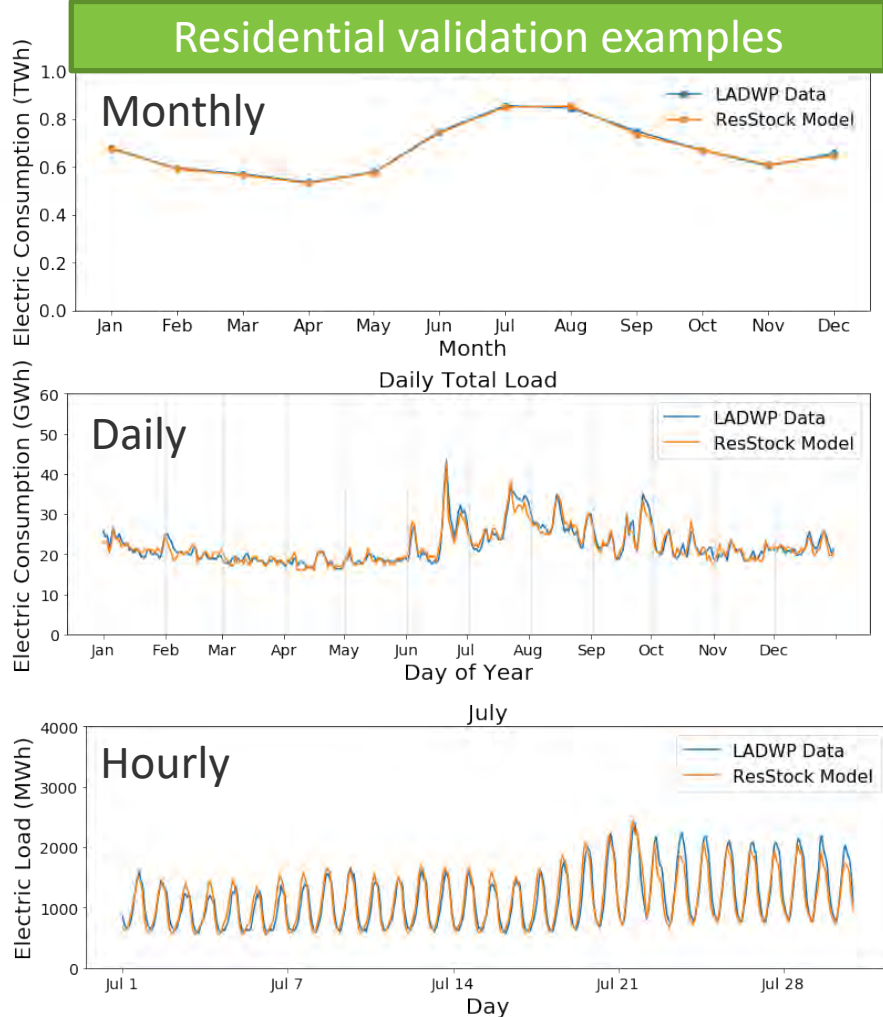 Residential validation examples
Monthly
Electric Consumption (TWh)
1.0
0.8
0.6
0.4
0.2
0.0
LADWP Data
ResStock Model
Jan Feb Mar Apr May Jun Jul Aug Sep Oct Nov Dec
Month
Daily Total Load
Daily
Electric Consumption (GWh)
60
50
40
30
20
10
0
LADWP Data
ResStock Model
Jan Feb Mar Apr May Jun Jul Aug Sep Oct Nov Dec
Day of Year
July
Hourly
Electric Load (MWh)
4000
3000
2000
1000
0
LADWP Data
ResStock Model
Jul 1 Jul 7 Jul 14 Jul 21 Jul 28
Day